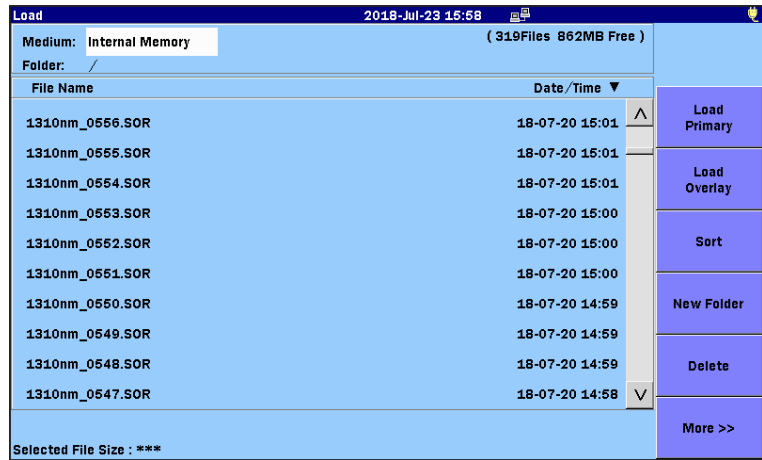 Load 2018-Jul-23 15:58
Medium: Internal Memory (319Files 862MB Free)
Folder: /
File Name Date/Time ▼
1310nm_0556.SOR 18-07-20 15:01
1310nm_0555.SOR 18-07-20 15:01
1310nm_0554.SOR 18-07-20 15:01
1310nm_0553.SOR 18-07-20 15:00
1310nm_0552.SOR 18-07-20 15:00
1310nm_0551.SOR 18-07-20 15:00
1310nm_0550.SOR 18-07-20 14:59
1310nm_0549.SOR 18-07-20 14:59
1310nm_0548.SOR 18-07-20 14:59
1310nm_0547.SOR 18-07-20 14:58
Selected File Size : ***
Load
Primary
Load
Overlay
Sort
New Folder
Delete
More >>